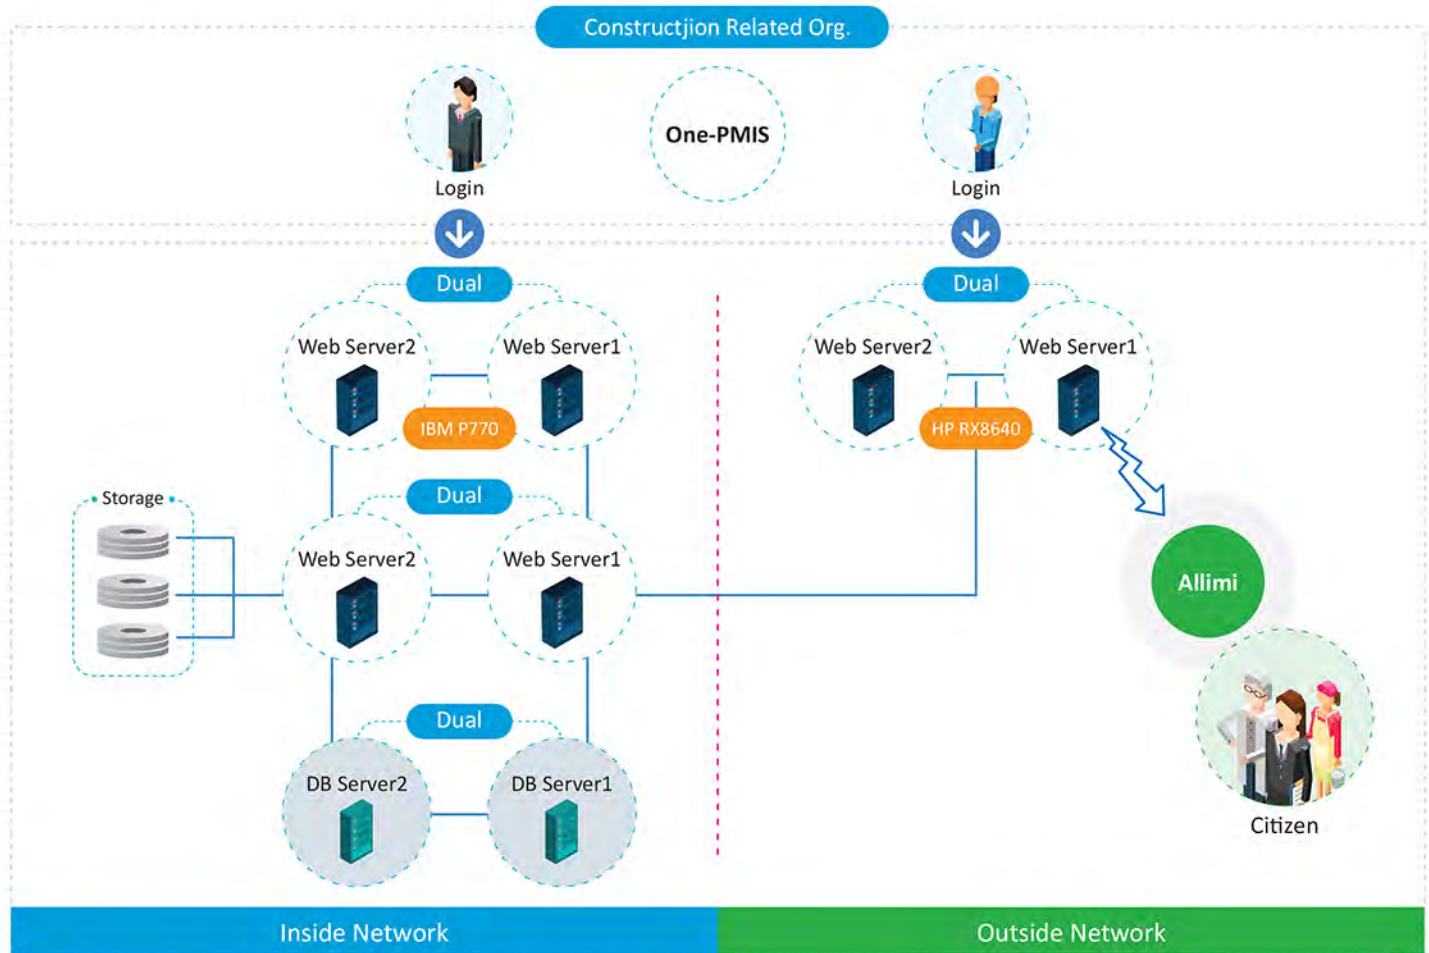 Constructjion Related Org.
One-PMIS
Login
Login
Dual
Dual
Web Server2
Web Server1
Web Server2
Web Server1
IBM P770
HP RX8640
Dual
Storage
Web Server2
Web Server1
Allimi
Dual
DB Server2
DB Server1
Citizen
Inside Network
Outside Network